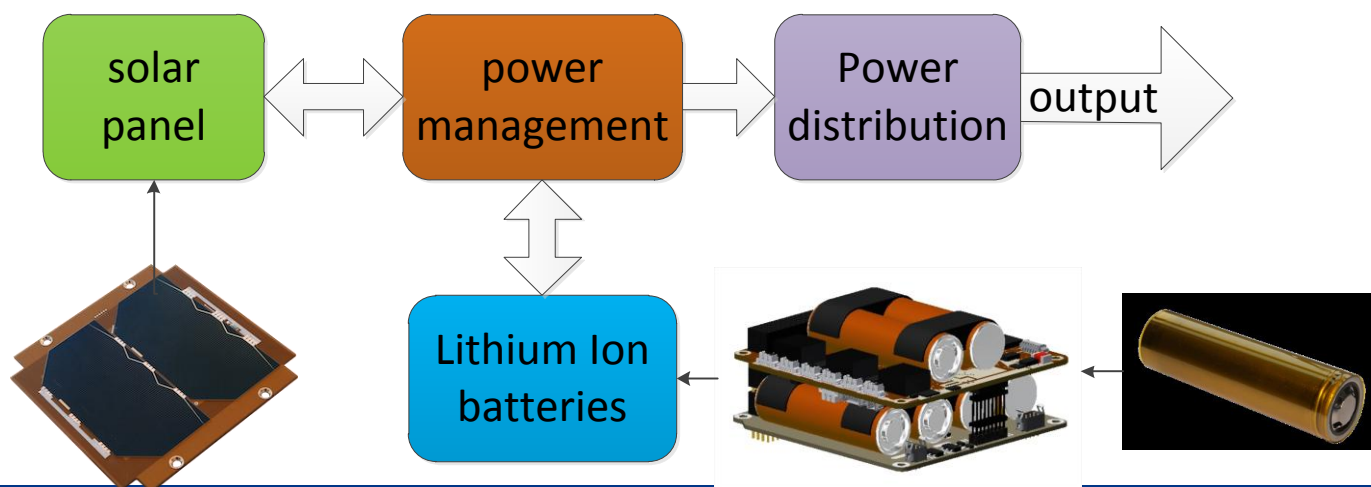 solar
panel
power
management
Power
distribution
output
Lithium Ion
batteries